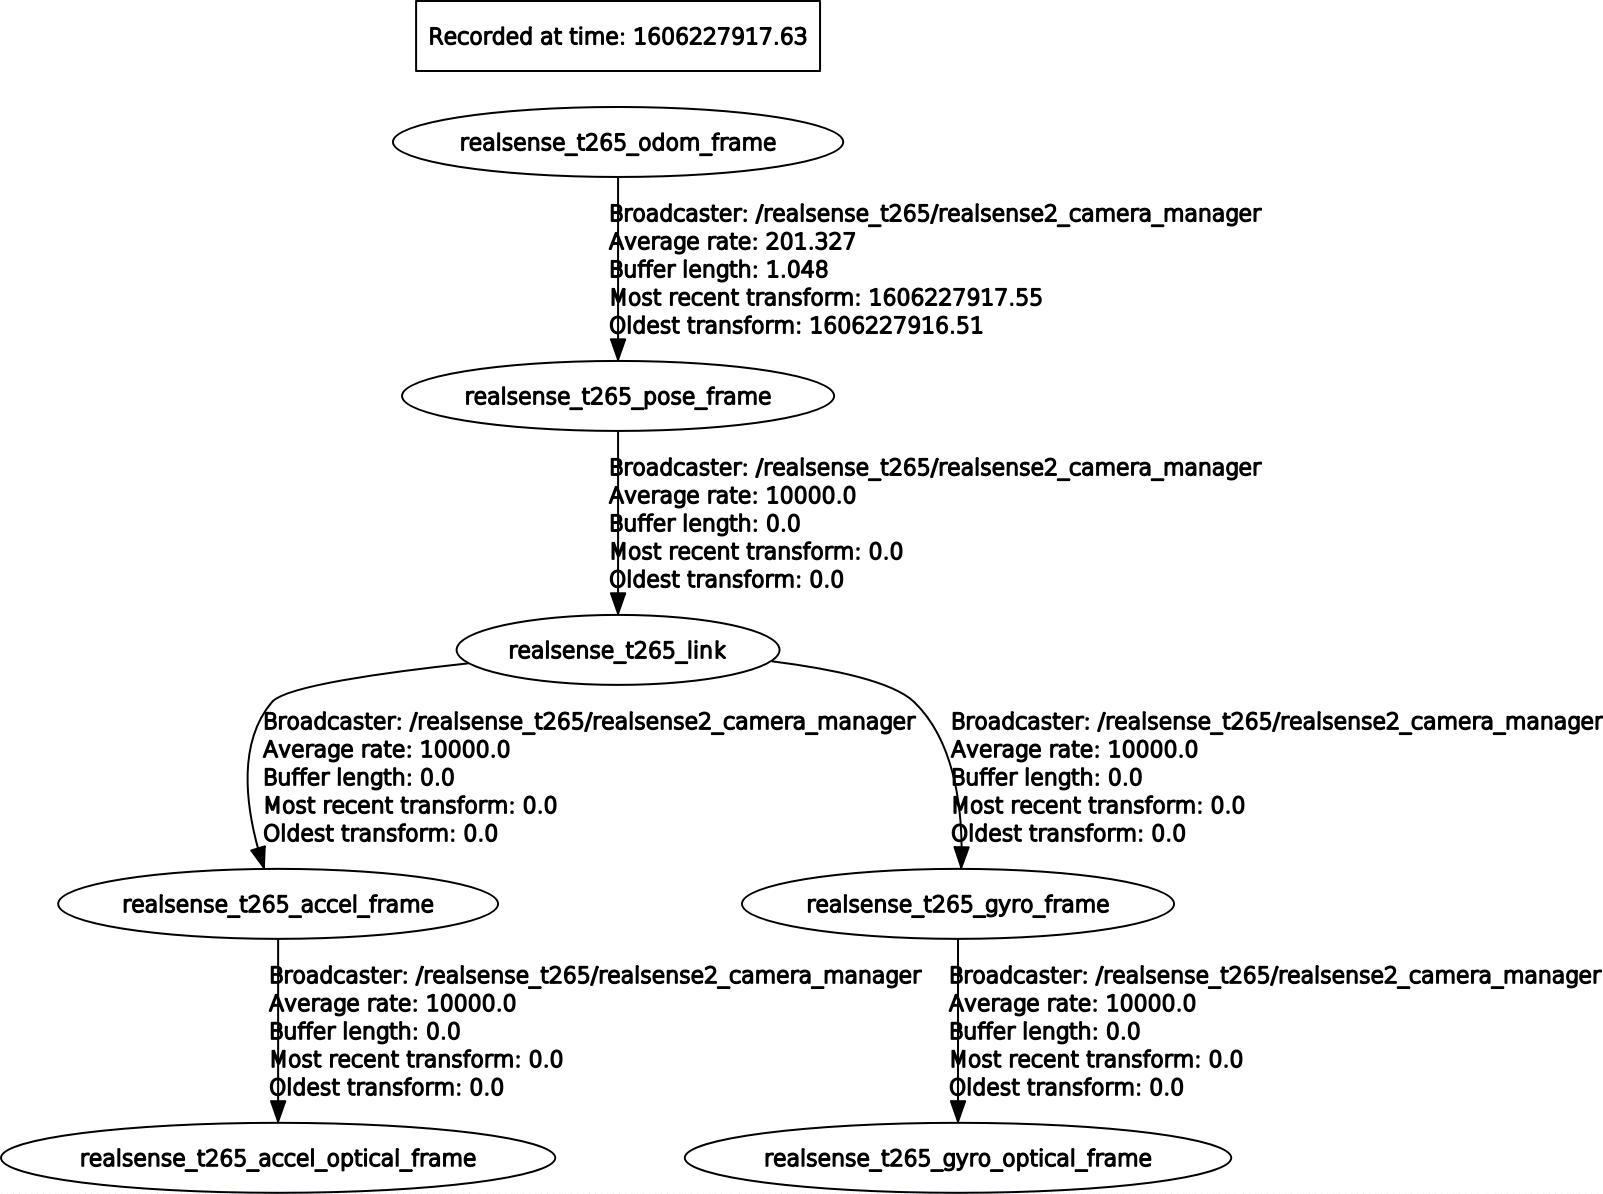 Recorded at time: 1606227917.63
realsense_t265_odom_frame
Broadcaster: /realsense_t265/realsense2_camera_manager
Average rate: 201.327
Buffer length: 1.048
Most recent transform: 1606227917.55
Oldest transform: 1606227916.51
realsense_t265_pose_frame
Broadcaster: /realsense_t265/realsense2_camera_manager
Average rate: 10000.0
Buffer length: 0.0
Most recent transform: 0.0
Oldest transform: 0.0
realsense_t265_link
Broadcaster: /realsense_t265/realsense2_camera_manager
Average rate: 10000.0
Buffer length: 0.0
Most recent transform: 0.0
Oldest transform: 0.0
Broadcaster: /realsense_t265/realsense2_camera_manager
Average rate: 10000.0
Buffer length: 0.0
Most recent transform: 0.0
Oldest transform: 0.0
realsense_t265_accel_frame
realsense_t265_gyro_frame
Broadcaster: /realsense_t265/realsense2_camera_manager
Average rate: 10000.0
Buffer length: 0.0
Most recent transform: 0.0
Oldest transform: 0.0
Broadcaster: /realsense_t265/realsense2_camera_manager
Average rate: 10000.0
Buffer length: 0.0
Most recent transform: 0.0
Oldest transform: 0.0
realsense_t265_accel_optical_frame
realsense_t265_gyro_optical_frame